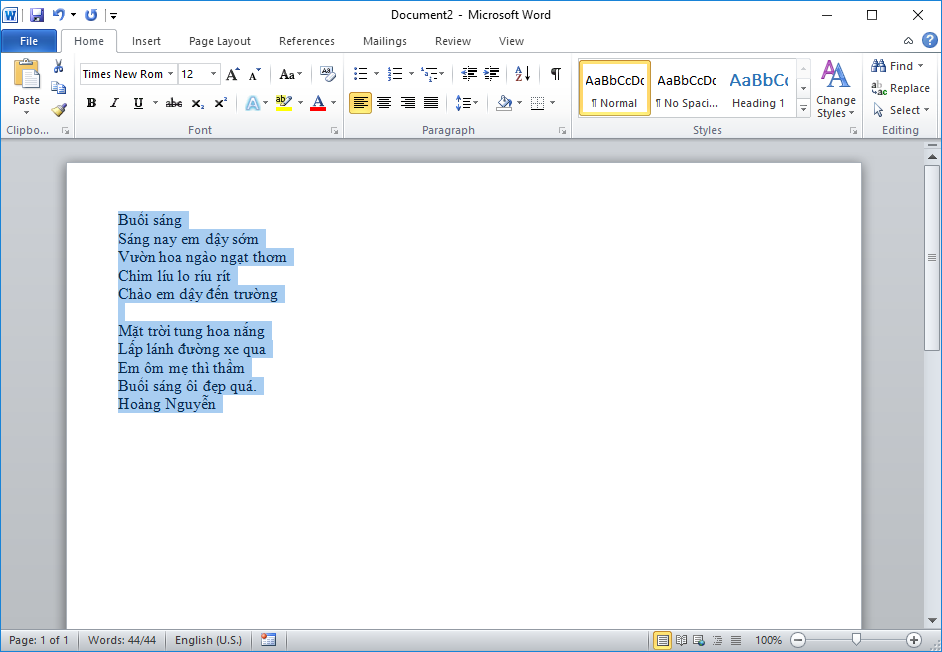 Document2 - Microsoft Word
File Home Insert Page Layout References Mailings Review View
Paste Times New Rom 12 A A Aa AB AaBbCcDc AaBbCcDc AaBbCc Change Styles Find Replace Select
B I U abc x₂ x² A ab A ¶ Normal ¶ No Spaci... Heading 1
Clipbo... Font Paragraph Styles Editing
Buổi sáng
Sáng nay em dậy sớm
Vườn hoa ngào ngạt thơm
Chim líu lo ríu rít
Chào em dậy đến trường
Mặt trời tung hoa nắng
Lấp lánh đường xe qua
Em ôm mẹ thì thầm
Buổi sáng ôi đẹp quá.
Hoàng Nguyễn
Page: 1 of 1 Words: 44/44 English (U.S.) 100%